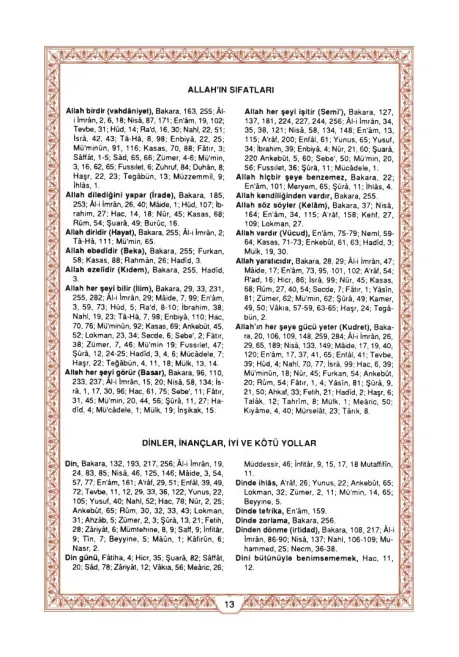 ALLAH'IN SIFATLARI
Allah birdir (vahdâniyet), Bakara, 163, 255; Âl-
i İmrân, 2, 6, 18; Nisâ, 87, 171; En'âm, 19, 102;
Tevbe, 31; Hûd, 14; Ra'd, 16, 30; Nahl, 22, 51;
İsrâ, 42, 43; Tâ-Hâ, 8, 98; Enbiyâ, 22, 25;
Mü'minûn, 91, 116; Kasas, 70, 88; Fâtır, 3;
Sâffât, 1-5; Sâd, 65, 66; Zümer, 4-6; Mü'min,
3, 16, 62, 65; Fussilet, 6; Zuhruf, 84; Duhân, 8;
Haşr, 22, 23; Tegâbün, 13; Müzzemmil, 9;
İhlâs, 1.
Allah dilediğini yapar (İrade), Bakara, 185,
253; Âl-i İmrân, 26, 40; Mâide, 1; Hûd, 107; İb-
rahim, 27; Hac, 14, 18; Nûr, 45; Kasas, 68;
Rûm, 54; Şuarâ, 49; Burûc, 16.
Allah diridir (Hayat), Bakara, 255; Âl-i İmrân, 2;
Tâ-Hâ, 111; Mü'min, 65.
Allah ebedîdir (Beka), Bakara, 255; Furkan,
58; Kasas, 88; Rahmân, 26; Hadîd, 3.
Allah ezelîdir (Kıdem), Bakara, 255, Hadîd,
3.
Allah her şeyi bilir (İlim), Bakara, 29, 33, 231,
255, 282; Âl-i İmrân, 29; Mâide, 7, 99; En'âm,
3, 59, 73; Hûd, 5; Ra'd, 8-10; İbrahim, 38;
Nahl, 19, 23; Tâ-Hâ, 7, 98; Enbiyâ, 110; Hac,
70, 76; Mü'minûn, 92; Kasas, 69; Ankebût, 45,
52; Lokman, 23, 34; Secde, 6; Sebe', 2; Fâtır,
38; Zümer, 7, 46; Mü'min 19; Fussilet, 47;
Şûrâ, 12, 24-25; Hadîd, 3, 4, 6; Mücâdele, 7;
Haşr, 22; Teğâbün, 4, 11, 18; Mülk, 13, 14.
Allah her şeyi görür (Basar), Bakara, 96, 110,
233, 237; Âl-i İmrân, 15, 20; Nisâ, 58, 134; İs-
râ, 1, 17, 30, 96; Hac, 61, 75; Sebe', 11; Fâtır,
31, 45; Mü'min, 20, 44, 56; Şûrâ, 11, 27; Ha-
dîd, 4; Mü'câdele, 1; Mülk, 19; İnşikak, 15.
Allah her şeyi işitir (Semî'), Bakara, 127,
137, 181, 224, 227, 244, 256; Âl-i İmrân, 34,
35, 38, 121; Nisâ, 58, 134, 148; En'âm, 13,
115; A'râf, 200; Enfâl, 61; Yunus, 65; Yusuf,
34; İbrahim, 39; Enbiyâ, 4; Nûr, 21, 60; Şuarâ,
220 Ankebût, 5, 60; Sebe', 50; Mü'min, 20,
56; Fussilet, 36; Şûrâ, 11; Mücâdele, 1.
Allah hiçbir şeye benzemez, Bakara, 22;
En'âm, 101; Meryem, 65; Şûrâ, 11; İhlâs, 4.
Allah kendiliğinden vardır, Bakara, 255.
Allah söz söyler (Kelâm), Bakara, 37; Nisâ,
164; En'âm, 34, 115; A'râf, 158; Kehf, 27,
109; Lokman, 27.
Allah vardır (Vücud), En'âm, 75-79; Neml, 59-
64; Kasas, 71-73; Enkebût, 61, 63; Hadîd, 3;
Mülk, 19, 30.
Allah yaratıcıdır, Bakara, 28, 29; Âl-i İmrân, 47;
Mâide, 17; En'âm, 73, 95, 101, 102; A'râf, 54;
R'ad, 16; Hicr, 86; İsrâ, 99; Nûr, 45; Kasas,
68; Rûm, 27, 40, 54; Secde, 7; Fâtır, 1; Yâsîn,
81; Zümer, 62; Mü'min, 62; Şûrâ, 49; Kamer,
49, 50; Vâkıa, 57-59, 63-65; Haşr, 24; Tegâ-
bün, 2.
Allah'ın her şeye gücü yeter (Kudret), Baka-
ra, 20, 106, 109, 148, 259, 284; Âl-i İmrân, 26,
29, 65, 189; Nisâ, 133, 149; Mâide, 17, 19, 40,
120; En'âm, 17, 37, 41, 65; Enfâl, 41; Tevbe,
39; Hûd, 4; Nahl, 70, 77; İsrâ, 99; Hac, 6, 39;
Mü'minûn, 18; Nûr, 45; Furkan, 54; Ankebût,
20; Rûm, 54; Fâtır, 1, 4; Yâsîn, 81; Şûrâ, 9,
21, 50; Ahkaf, 33; Fetih, 21; Hadîd, 2; Haşr, 6;
Talâk, 12; Tahrîm, 8; Mülk, 1; Meâric, 50;
Kıyâme, 4, 40; Mürselât, 23; Târık, 8.
DİNLER, İNANÇLAR, İYİ VE KÖTÜ YOLLAR
Din, Bakara, 132, 193, 217, 256; Âl-i İmrân, 19,
24, 83, 85; Nisâ, 46, 125, 146; Mâide, 3, 54,
57, 77; En'âm, 161; A'râf, 29, 51; Enfâl, 39, 49,
72; Tevbe, 11, 12, 29, 33, 36, 122; Yunus, 22,
105; Yusuf, 40; Nahl, 52; Hac, 78; Nûr, 2, 25;
Ankebût, 65; Rûm, 30, 32, 33, 43; Lokman,
31; Ahzâb, 5; Zümer, 2, 3; Şûrâ, 13, 21; Fetih,
28; Zâriyât, 6; Mümtehine, 8, 9; Saff, 9; İnfitâr,
9; Tîn, 7; Beyyine, 5; Mâûn, 1; Kâfirûn, 6;
Nasr, 2.
Din günü, Fâtiha, 4; Hicr, 35; Şuarâ, 82; Sâffât,
20; Sâd, 78; Zâriyât, 12; Vâkıa, 56; Meâric, 26;
Müddessir, 46; İnfitâr, 9, 15, 17, 18 Mutaffifîn,
11.
Dinde ihlâs, A'râf, 26; Yunus, 22; Ankebût, 65;
Lokman, 32; Zümer, 2, 11; Mü'min, 14, 65;
Beyyine, 5.
Dinde tefrika, En'âm, 159.
Dinde zorlama, Bakara, 256.
Dinden dönme (irtidad), Bakara, 108, 217; Âl-i
İmrân, 86-90; Nisâ, 137; Nahl, 106-109; Mu-
hammed, 25; Necm, 36-38.
Dini bütünüyle benimsememek, Hac, 11,
12.
13